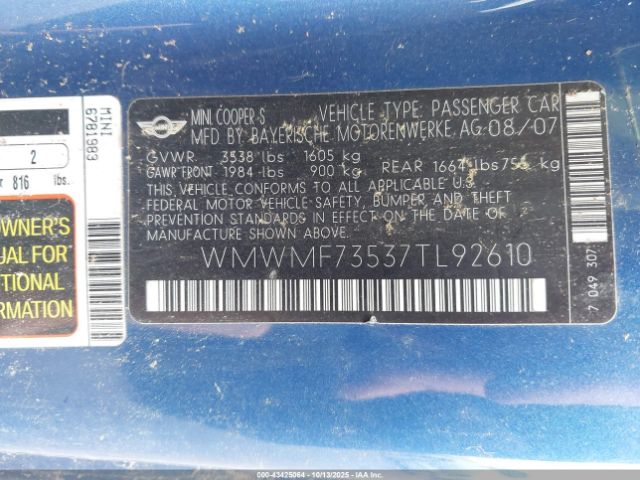 MINI
6781983
2
816 lbs.
OWNER'S
UAL FOR
TIONAL
RMATION
MINI
MINI COOPER-S VEHICLE TYPE: PASSENGER CAR
MFD BY BAYERISCHE MOTORENWERKE, AG 08/07
GVWR 3538 lbs 1605 kg
GAWR FRONT 1984 lbs 900 kg REAR 1664 lbs 755 kg
THIS VEHICLE CONFORMS TO ALL APPLICABLE U.S.
FEDERAL MOTOR VEHICLE SAFETY, BUMPER AND THEFT
PREVENTION STANDARDS IN EFFECT ON THE DATE OF
MANUFACTURE SHOWN ABOVE.
WMWMF73537TL92610
7 049 307
000-43425064 - 10/13/2025 - IAA Inc.